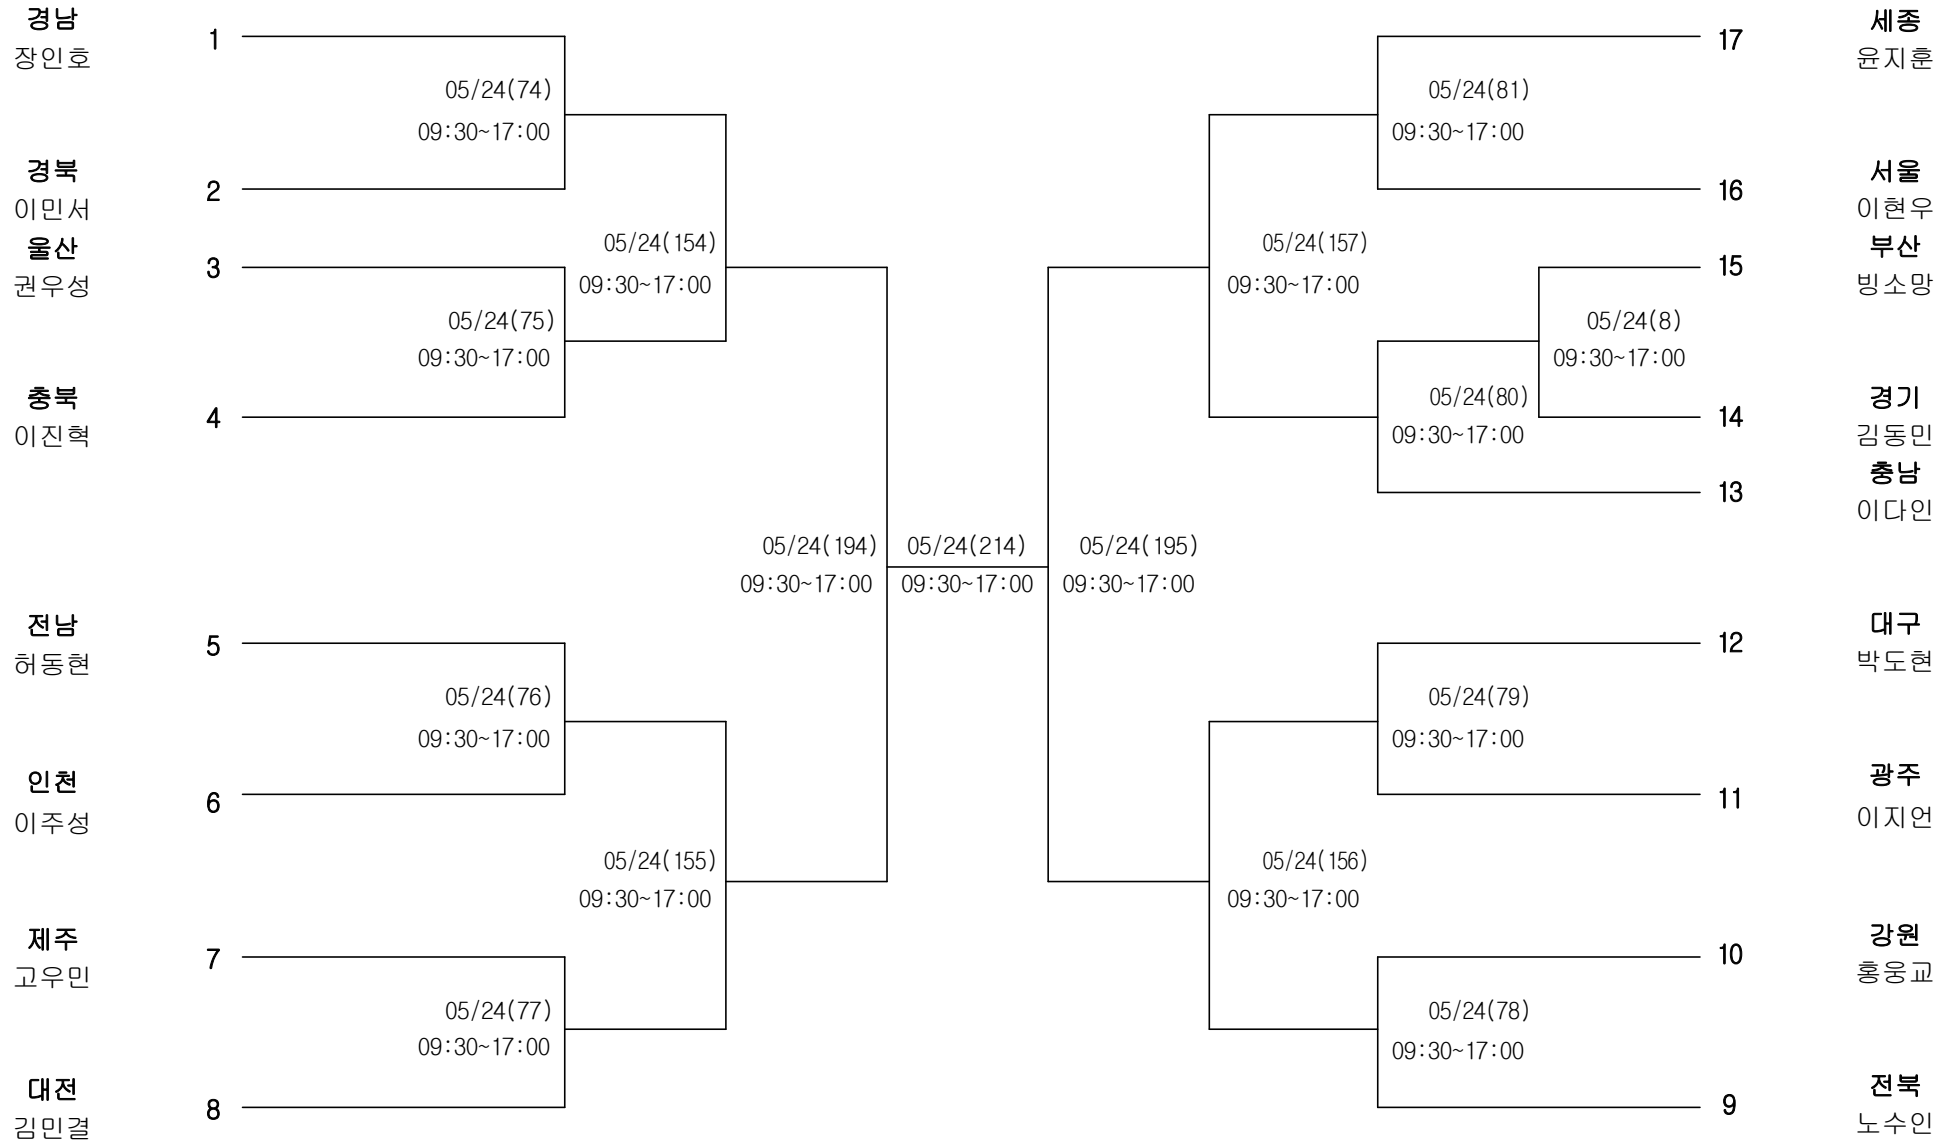 경남
장인호
1
05/24(74)
09:30~17:00
경북
이민서
2
울산
권우성
3
05/24(154)
09:30~17:00
05/24(75)
09:30~17:00
충북
이진혁
4
05/24(194)
09:30~17:00
전남
허동현
5
05/24(76)
09:30~17:00
인천
이주성
6
05/24(155)
09:30~17:00
제주
고우민
7
05/24(77)
09:30~17:00
대전
김민결
8
05/24(214)
09:30~17:00
세종
윤지훈
17
05/24(81)
09:30~17:00
서울
이현우
16
05/24(157)
09:30~17:00
부산
빙소망
15
05/24(8)
09:30~17:00
경기
김동민
14
05/24(80)
09:30~17:00
충남
이다인
13
05/24(195)
09:30~17:00
대구
박도현
12
05/24(79)
09:30~17:00
광주
이지언
11
05/24(156)
09:30~17:00
강원
홍웅교
10
05/24(78)
09:30~17:00
전북
노수인
9